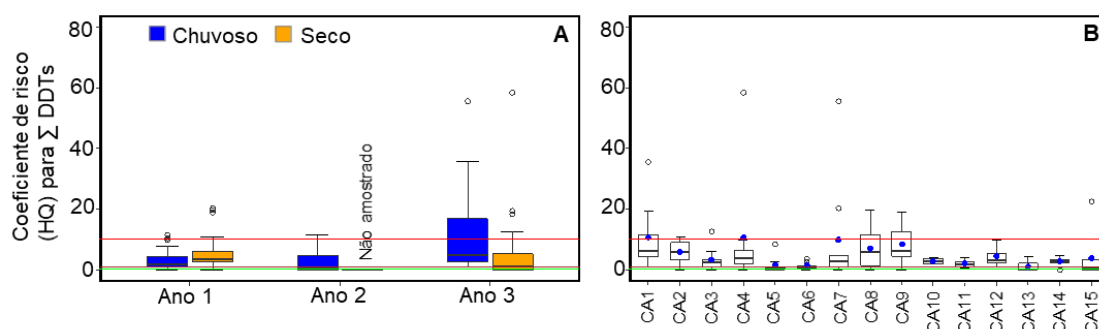 Coeficiente de risco
(HQ) para ∑ DDTs
80
60
40
20
0
Chuvoso
Seco
A
Não amostrado
Ano 1
Ano 2
Ano 3
80
60
40
20
0
B
CA1
CA2
CA3
CA4
CA5
CA6
CA7
CA8
CA9
CA10
CA11
CA12
CA13
CA14
CA15